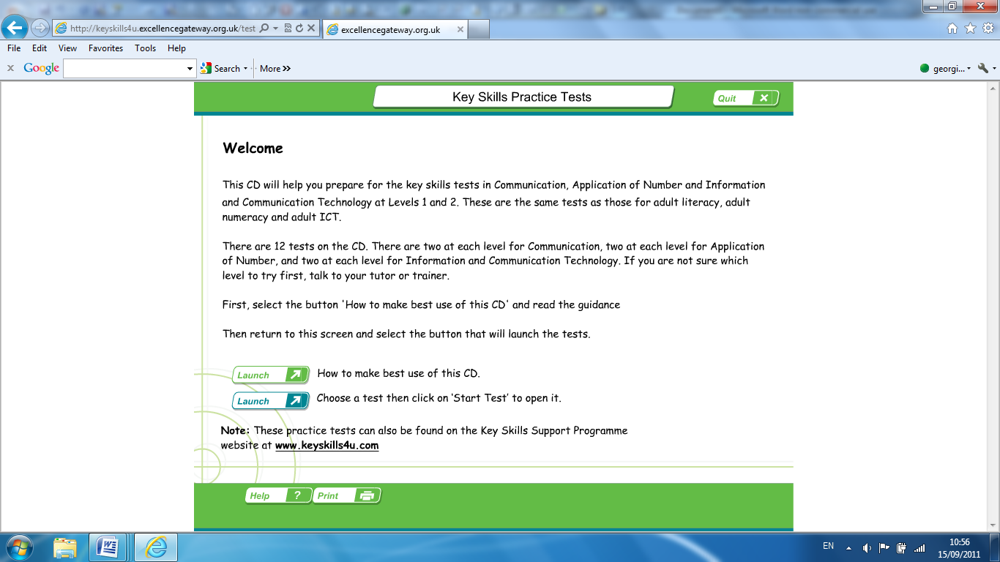 http://keyskills4u.excellencegateway.org.uk/test
excellencegateway.org.uk
File Edit View Favorites Tools Help
x Google Search More >> georgi...
Key Skills Practice Tests
Quit x
Welcome
This CD will help you prepare for the key skills tests in Communication, Application of Number and Information
and Communication Technology at Levels 1 and 2. These are the same tests as those for adult literacy, adult
numeracy and adult ICT.
There are 12 tests on the CD. There are two at each level for Communication, two at each level for Application
of Number, and two at each level for Information and Communication Technology. If you are not sure which
level to try first, talk to your tutor or trainer.
First, select the button 'How to make best use of this CD' and read the guidance
Then return to this screen and select the button that will launch the tests.
Launch How to make best use of this CD.
Launch Choose a test then click on ‘Start Test’ to open it.
Note: These practice tests can also be found on the Key Skills Support Programme
website at www.keyskills4u.com
Help ? Print
EN 10:56
15/09/2011